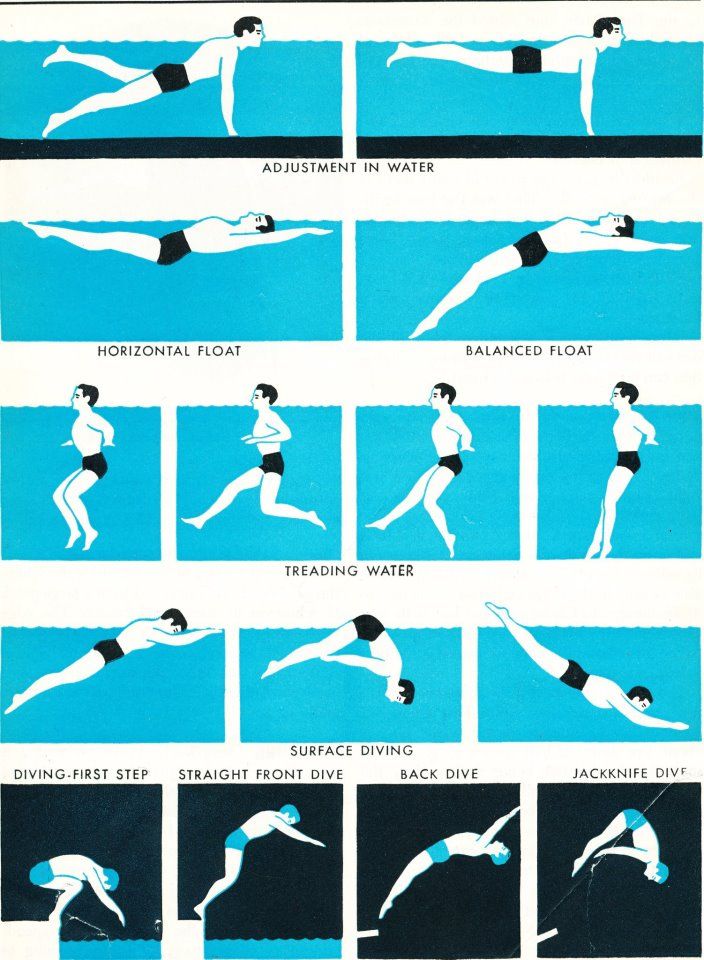 ADJUSTMENT IN WATER
HORIZONTAL FLOAT
BALANCED FLOAT
TREADING WATER
SURFACE DIVING
DIVING-FIRST STEP
STRAIGHT FRONT DIVE
BACK DIVE
JACKKNIFE DIVE